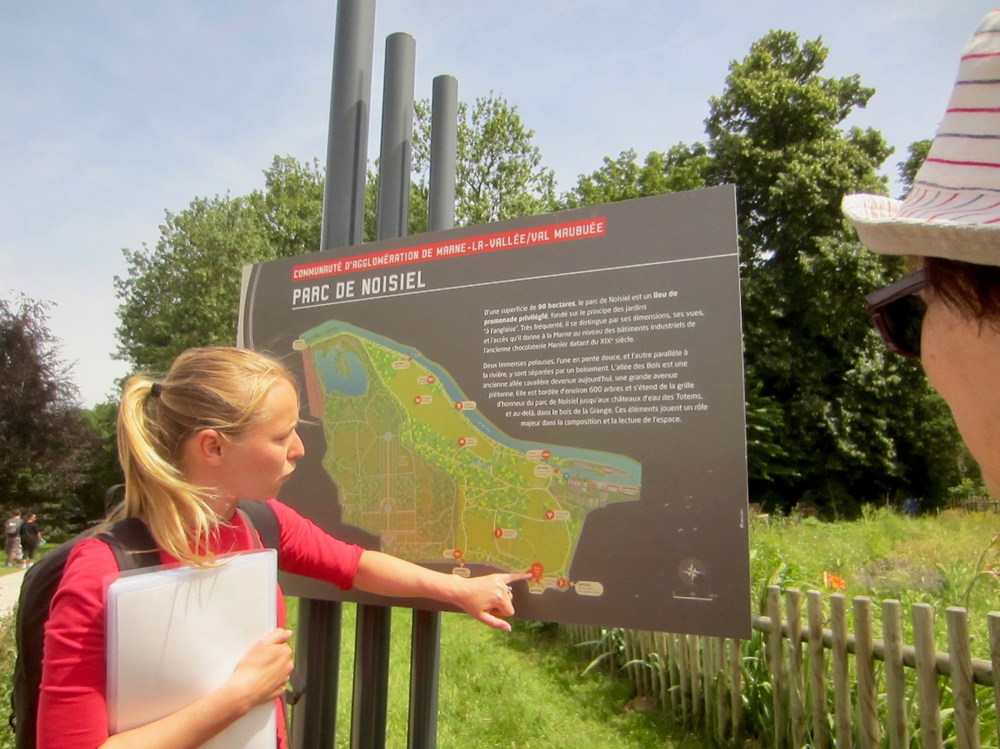 COMMUNAUTÉ D'AGGLOMÉRATION DE MARNE-LA-VALLÉE/VAL MAUBUÉE
PARC DE NOISIEL
D'une superficie de 90 hectares, le parc de Noisiel est un lieu de
promenade privilégié, fondé sur le principe des jardins
"à l'anglaise". Très fréquenté, il se distingue par ses dimensions, ses vues,
et l'accès qu'il donne à la Marne au niveau des bâtiments industriels de
l'ancienne chocolaterie Menier datant du XIXe siècle.
Deux immenses pelouses, l'une en pente douce, et l'autre parallèle à
la rivière, y sont séparées par un boisement. L'allée des Bois est une
ancienne allée cavalière devenue aujourd'hui, une grande avenue
piétonne. Elle est bordée d'environ 600 arbres et s'étend de la grille
d'honneur du parc de Noisiel jusqu'aux châteaux d'eau des Totems,
et au-delà, dans le bois de la Grange. Ces éléments jouent un rôle
majeur dans la composition et la lecture de l'espace.
P